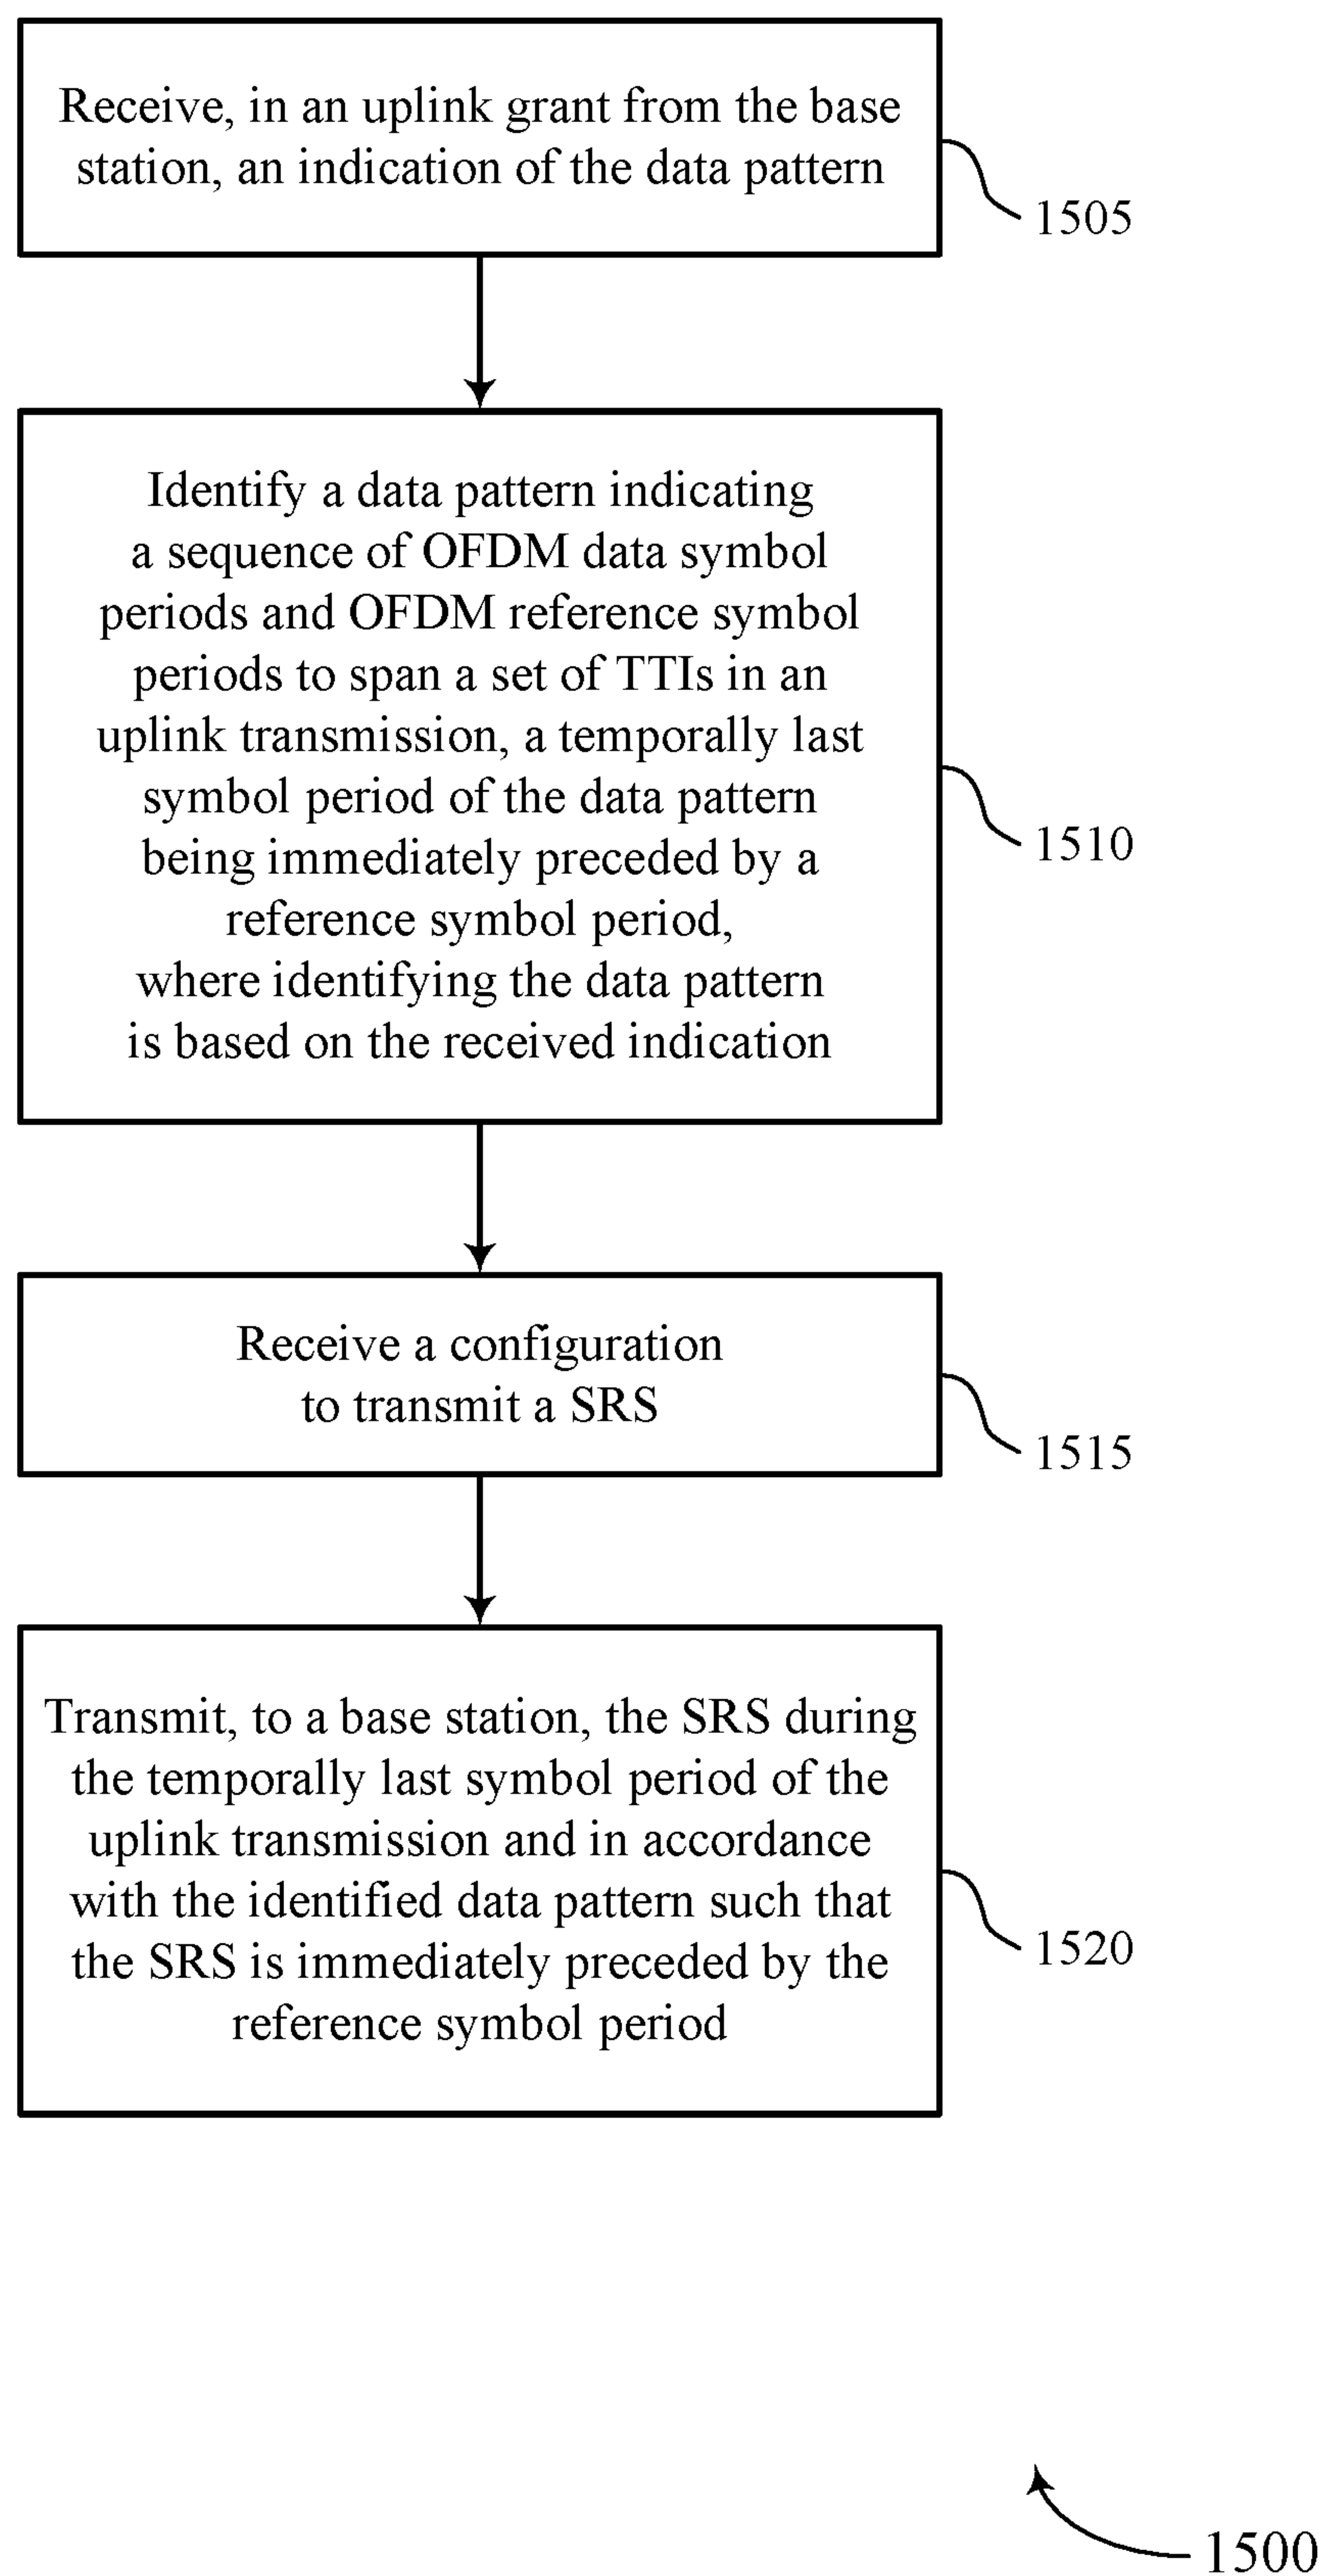 Receive, in an uplink grant from the base
station, an indication of the data pattern
1505
Identify a data pattern indicating
a sequence of OFDM data symbol
periods and OFDM reference symbol
periods to span a set of TTIs in an
uplink transmission, a temporally last
symbol period of the data pattern
being immediately preceded by a
reference symbol period,
where identifying the data pattern
is based on the received indication
1510
Receive a configuration
to transmit a SRS
1515
Transmit, to a base station, the SRS during
the temporally last symbol period of the
uplink transmission and in accordance
with the identified data pattern such that
the SRS is immediately preceded by the
reference symbol period
1520
1500